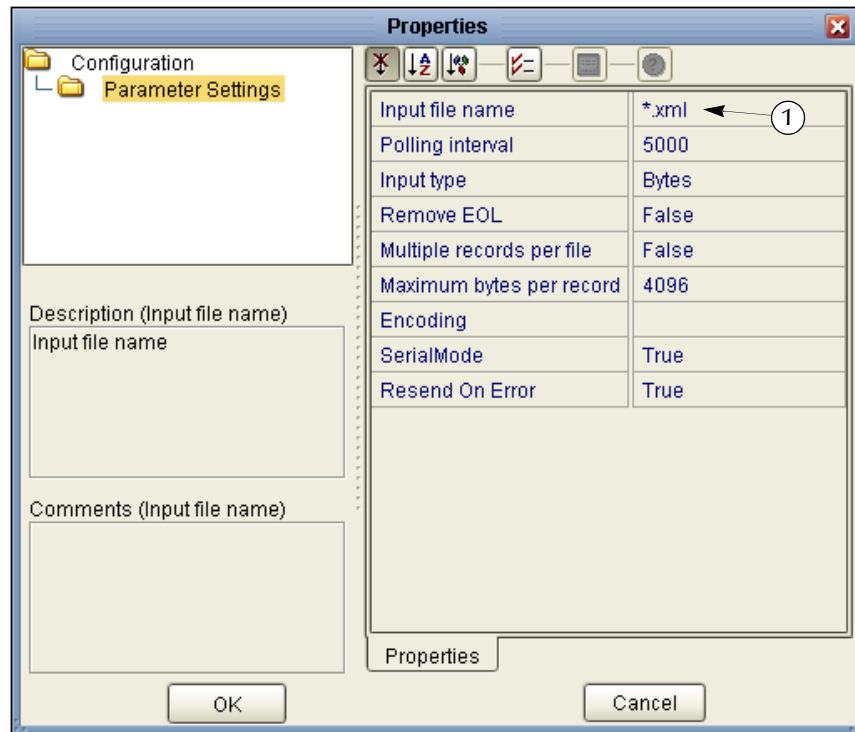 Properties
Configuration
Parameter Settings
Description (Input file name)
Input file name
Comments (Input file name)
Input file name *.xml 1
Polling interval 5000
Input type Bytes
Remove EOL False
Multiple records per file False
Maximum bytes per record 4096
Encoding
SerialMode True
Resend On Error True
Properties
OK Cancel